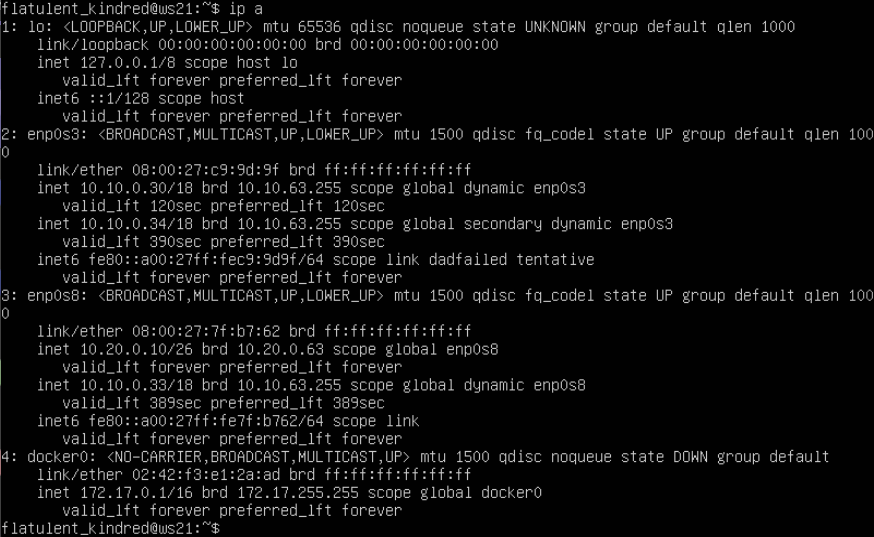 flatulent_kindred@ws21:~$ ip a
1: lo: <LOOPBACK,UP,LOWER_UP> mtu 65536 qdisc noqueue state UNKNOWN group default qlen 1000
link/loopback 00:00:00:00:00:00 brd 00:00:00:00:00:00
inet 127.0.0.1/8 scope host lo
valid_lft forever preferred_lft forever
inet6 ::1/128 scope host
valid_lft forever preferred_lft forever
2: enp0s3: <BROADCAST,MULTICAST,UP,LOWER_UP> mtu 1500 qdisc fq_codel state UP group default qlen 100
0
link/ether 08:00:27:c9:9d:9f brd ff:ff:ff:ff:ff:ff
inet 10.10.0.30/18 brd 10.10.63.255 scope global dynamic enp0s3
valid_lft 120sec preferred_lft 120sec
inet 10.10.0.34/18 brd 10.10.63.255 scope global secondary dynamic enp0s3
valid_lft 390sec preferred_lft 390sec
inet6 fe80::a00:27ff:fec9:9d9f/64 scope link dadfailed tentative
valid_lft forever preferred_lft forever
3: enp0s8: <BROADCAST,MULTICAST,UP,LOWER_UP> mtu 1500 qdisc fq_codel state UP group default qlen 100
0
link/ether 08:00:27:7f:b7:62 brd ff:ff:ff:ff:ff:ff
inet 10.20.0.10/26 brd 10.20.0.63 scope global enp0s8
valid_lft forever preferred_lft forever
inet 10.10.0.33/18 brd 10.10.63.255 scope global dynamic enp0s8
valid_lft 389sec preferred_lft 389sec
inet6 fe80::a00:27ff:fe7f:b762/64 scope link
valid_lft forever preferred_lft forever
4: docker0: <NO-CARRIER,BROADCAST,MULTICAST,UP> mtu 1500 qdisc noqueue state DOWN group default
link/ether 02:42:f3:e1:2a:ad brd ff:ff:ff:ff:ff:ff
inet 172.17.0.1/16 brd 172.17.255.255 scope global docker0
valid_lft forever preferred_lft forever
flatulent_kindred@ws21:~$